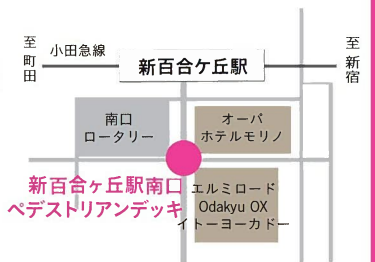 至町田
小田急線
新百合ケ丘駅
至新宿
南口
ロータリー
オーパ
ホテルモリノ
新百合ヶ丘駅南口
ペデストリアンデッキ
エルミロード
Odakyu OX
イトーヨーカドー